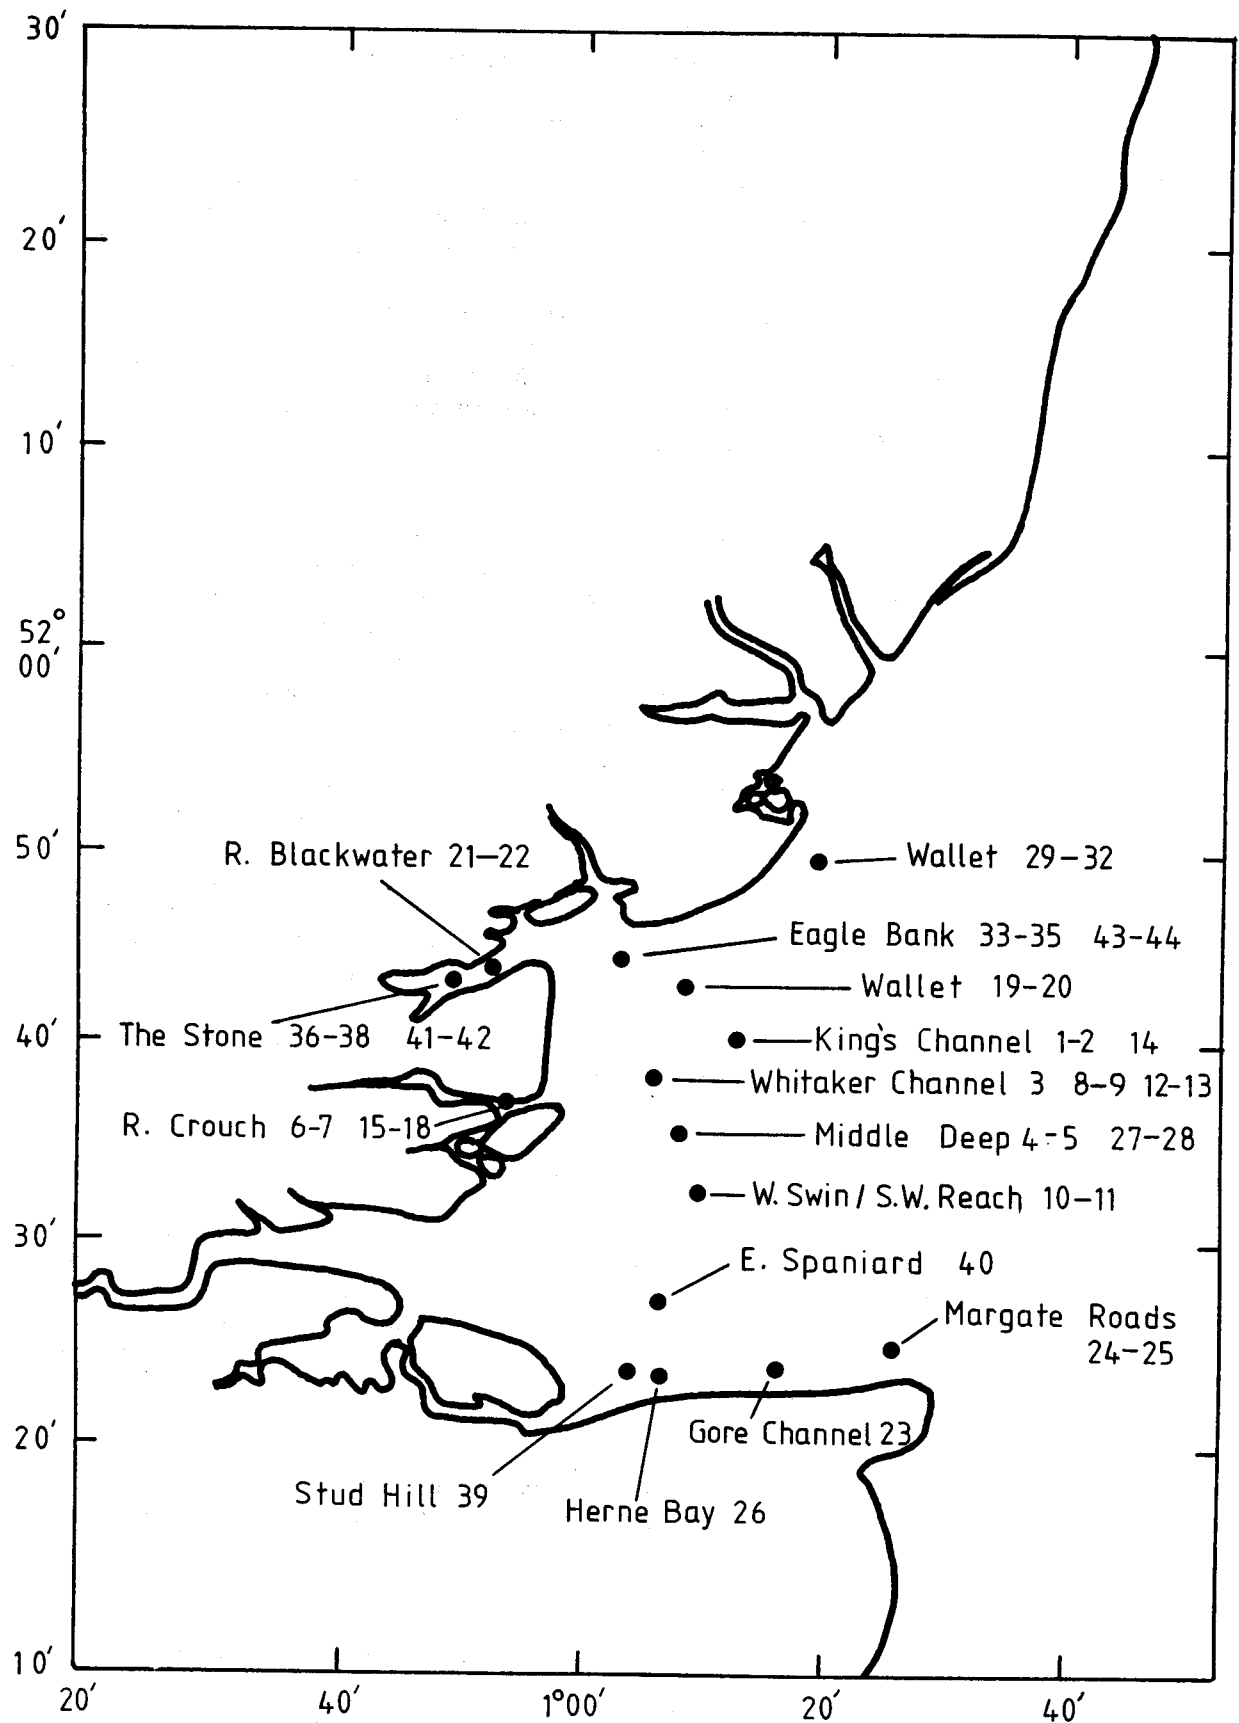 30′
20′
10′
52°
00′
50′
R. Blackwater 21–22
Wallet 29–32
Eagle Bank 33–35 43–44
Wallet 19–20
40′
The Stone 36–38 41–42
King's Channel 1–2 14
Whitaker Channel 3 8–9 12–13
R. Crouch 6–7 15–18
Middle Deep 4–5 27–28
W. Swin / S.W. Reach 10–11
30′
E. Spaniard 40
Margate Roads
24–25
20′
Gore Channel 23
Stud Hill 39
Herne Bay 26
10′
20′ 40′ 1°00′ 20′ 40′